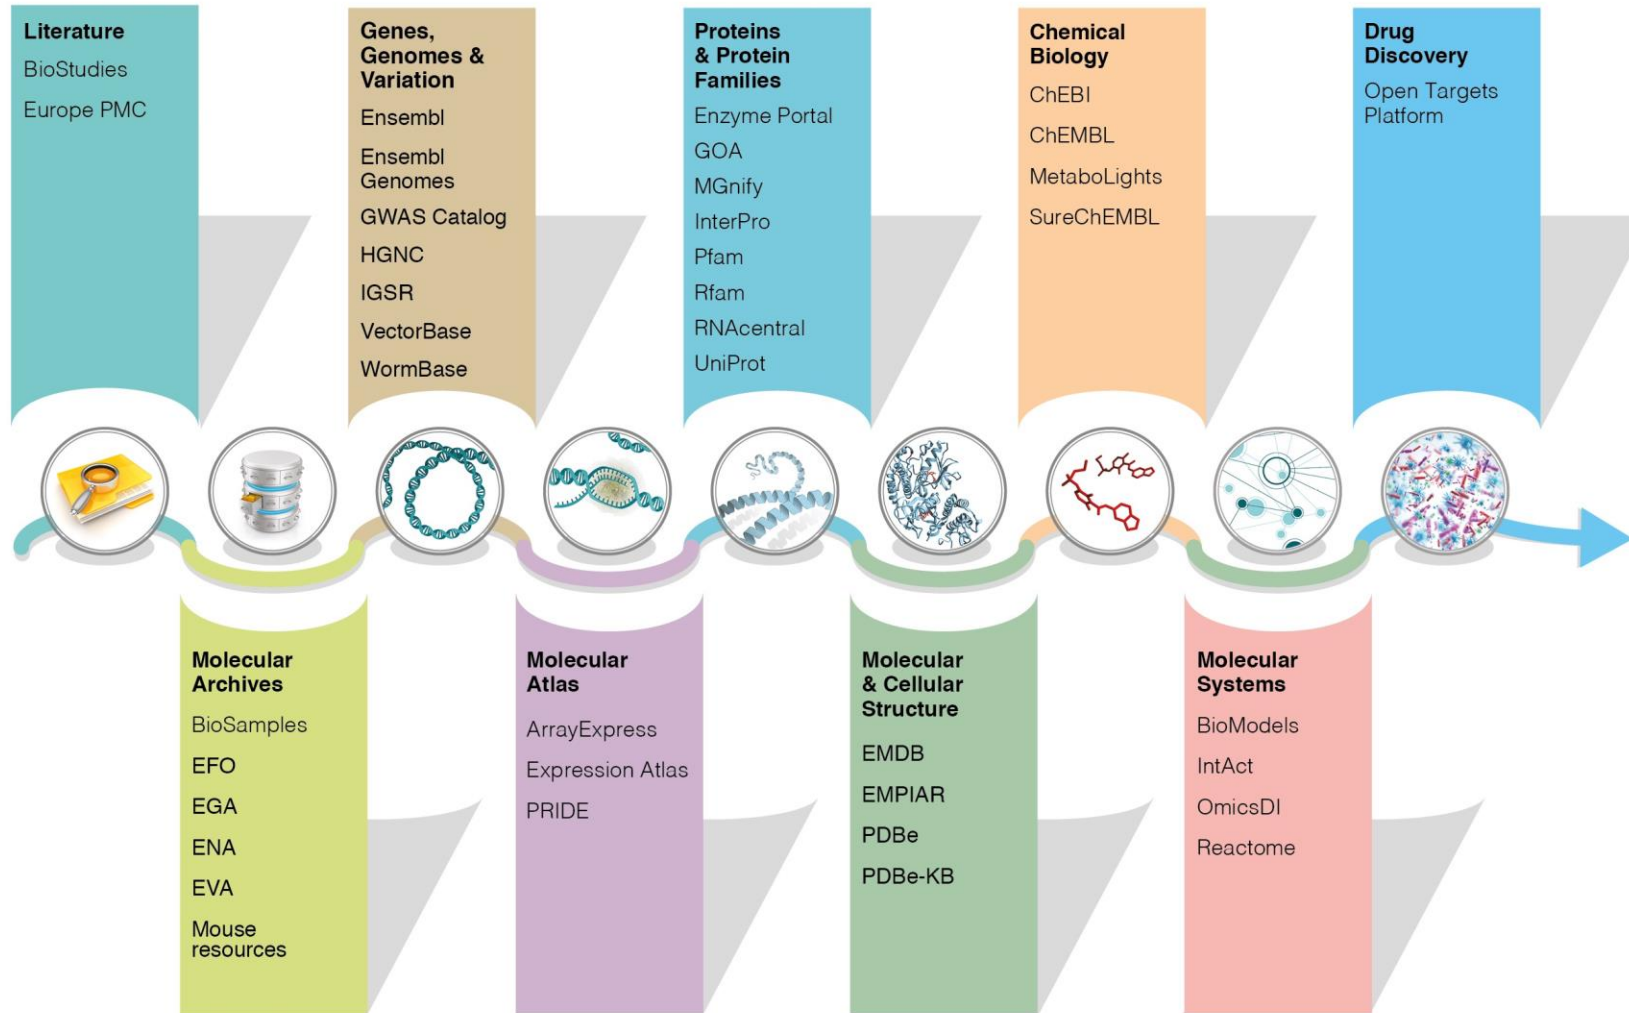 Literature
BioStudies
Europe PMC
Genes,
Genomes &
Variation
Ensembl
Ensembl
Genomes
GWAS Catalog
HGNC
IGSR
VectorBase
WormBase
Proteins
& Protein
Families
Enzyme Portal
GOA
MGnify
InterPro
Pfam
Rfam
RNAcentral
UniProt
Chemical
Biology
ChEBI
ChEMBL
MetaboLights
SureChEMBL
Drug
Discovery
Open Targets
Platform
Molecular
Archives
BioSamples
EFO
EGA
ENA
EVA
Mouse
resources
Molecular
Atlas
ArrayExpress
Expression Atlas
PRIDE
Molecular
& Cellular
Structure
EMDB
EMPIAR
PDBe
PDBe-KB
Molecular
Systems
BioModels
IntAct
OmicsDI
Reactome